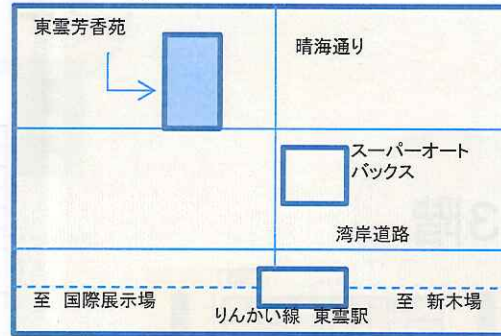 東雲芳香苑
晴海通り
スーパーオート
バックス
湾岸道路
至 国際展示場
りんかい線 東雲駅
至 新木場